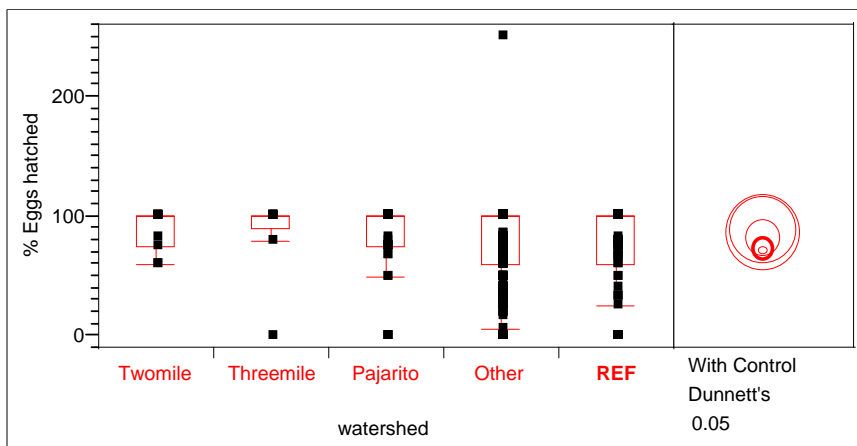 % Eggs hatched
200
100
0
Twomile
Threemile
Pajarito
Other
REF
watershed
With Control
Dunnett's
0.05